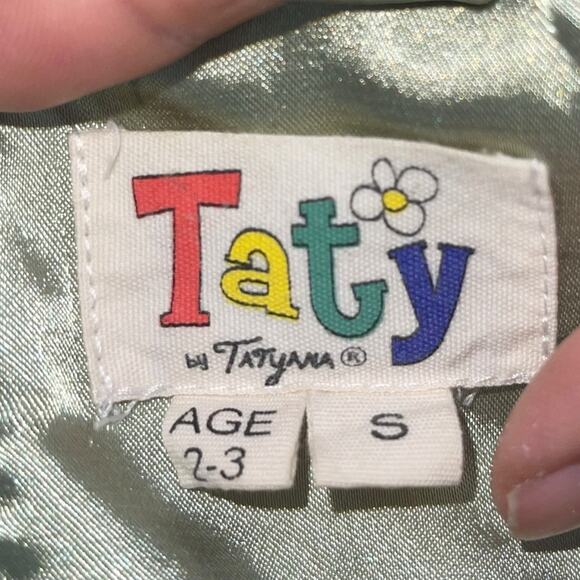 Taty
by TATYANA ®
AGE S
2-3